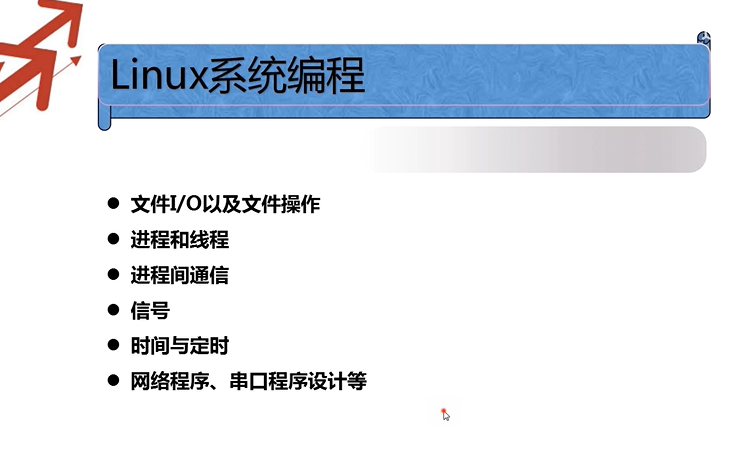 Linux系统编程
● 文件I/O以及文件操作
● 进程和线程
● 进程间通信
● 信号
● 时间与定时
● 网络程序、串口程序设计等